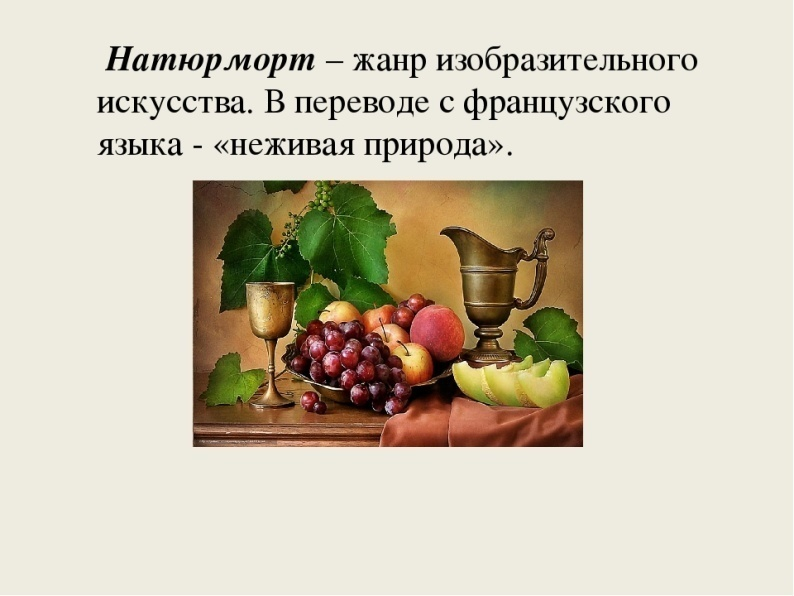 Натюрморт – жанр изобразительного
искусства. В переводе с французского
языка - «неживая природа».